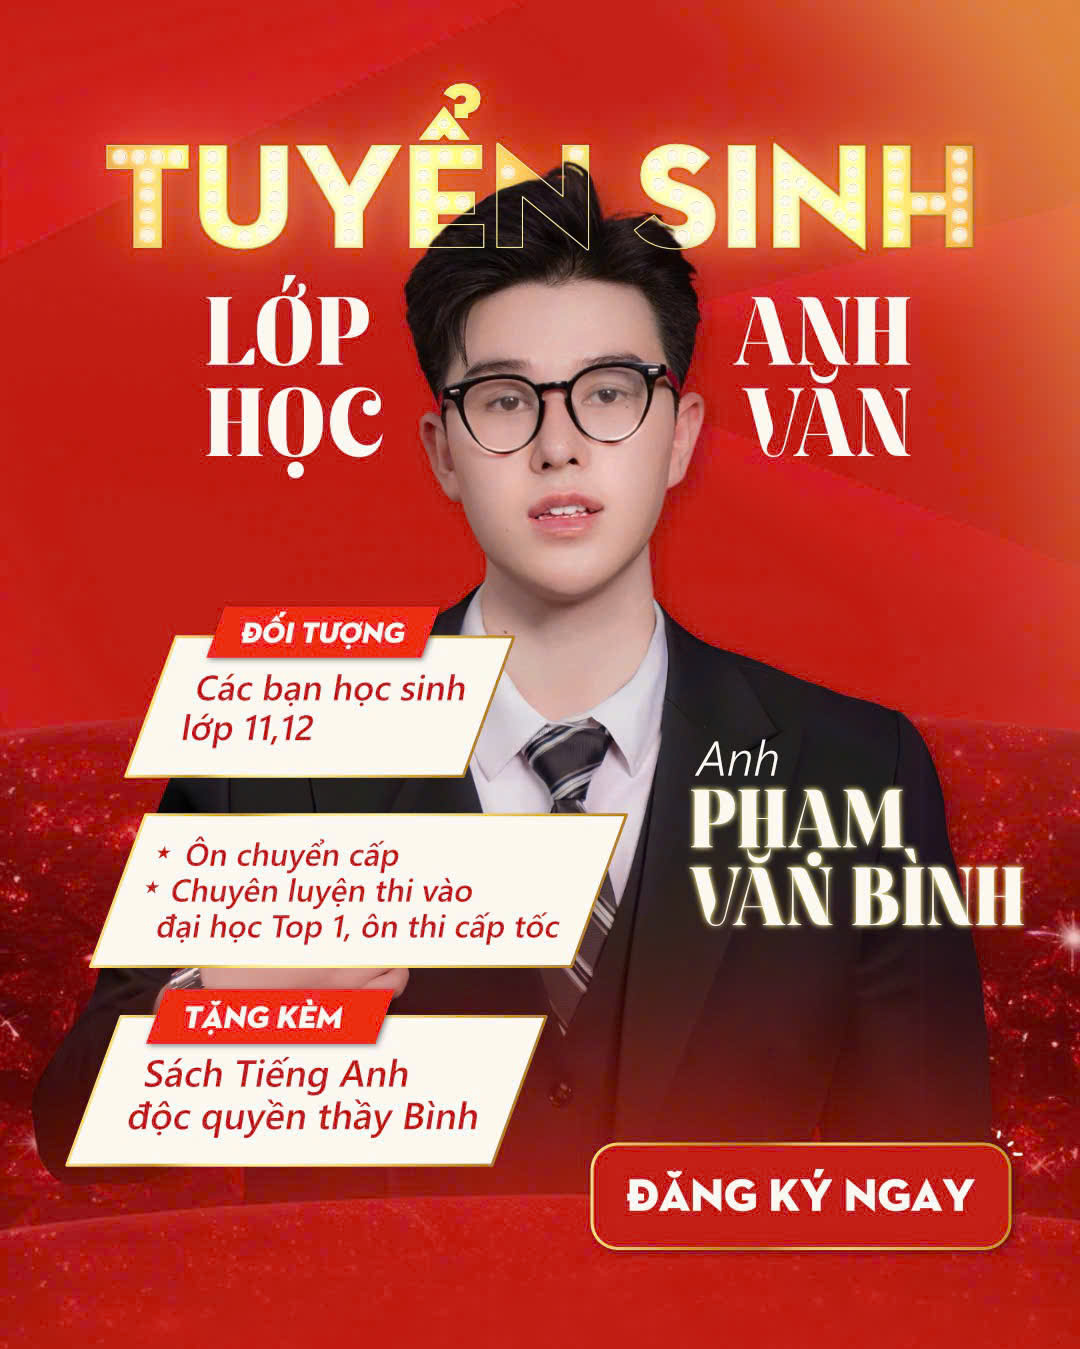 TUYỂN SINH
LỚP
HỌC
ANH
VĂN
ĐỐI TƯỢNG
Các bạn học sinh
lớp 11,12
* Ôn chuyển cấp
* Chuyên luyện thi vào
đại học Top 1, ôn thi cấp tốc
TẶNG KÈM
Sách Tiếng Anh
độc quyền thầy Bình
Anh
PHẠM
VĂN BÌNH
ĐĂNG KÝ NGAY